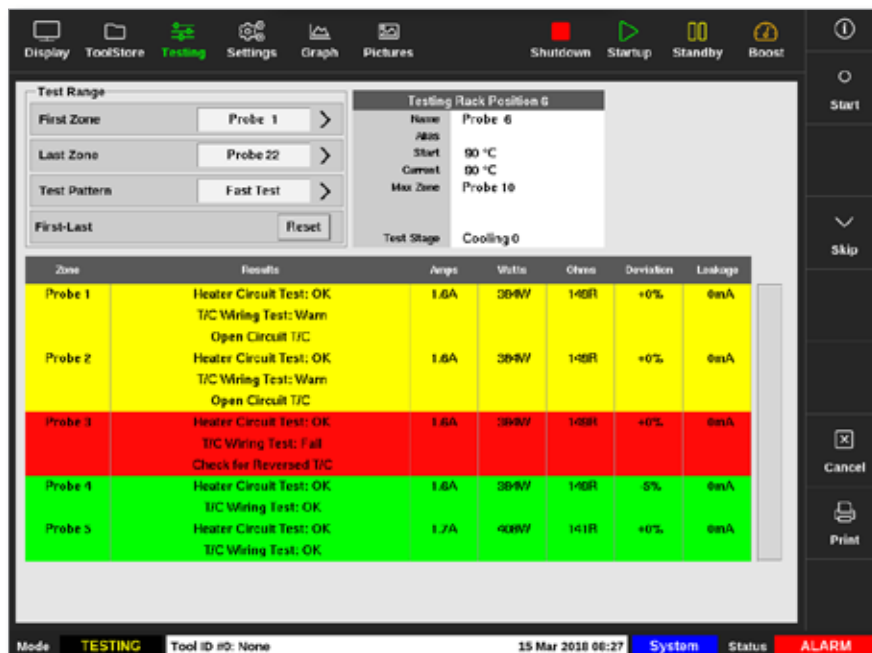 Display ToolStore Testing Settings Graph Pictures Shutdown Startup Standby Boost
Start
Skip
Cancel
Print
Test Range
First Zone Probe 1
Last Zone Probe 22
Test Pattern Fast Test
First-Last Reset
Testing Rack Position 6
Name Probe 6
Alias
Start 90 °C
Current 90 °C
Max Zone Probe 10
Test Stage Cooling 0
Zone Results Amps Watts Ohms Deviation Leakage
Probe 1 Heater Circuit Test: OK 1.6A 384W 149R +0% 0mA
T/C Wiring Test: Warn
Open Circuit T/C
Probe 2 Heater Circuit Test: OK 1.6A 384W 149R +0% 0mA
T/C Wiring Test: Warn
Open Circuit T/C
Probe 3 Heater Circuit Test: OK 1.6A 384W 149R +0% 0mA
T/C Wiring Test: Fail
Check for Reversed T/C
Probe 4 Heater Circuit Test: OK 1.6A 384W 149R -5% 0mA
T/C Wiring Test: OK
Probe 5 Heater Circuit Test: OK 1.7A 408W 141R +0% 0mA
T/C Wiring Test: OK
Mode TESTING Tool ID #0: None 15 Mar 2018 08:27 System Status ALARM